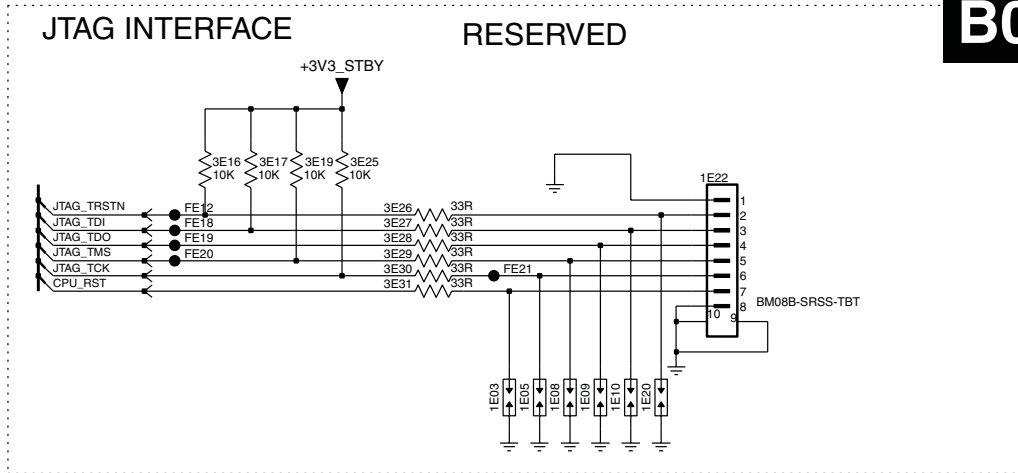 JTAG INTERFACE
RESERVED
B0
+3V3_STBY
3E16 3E17 3E19 3E25
10K 10K 10K 10K
1E22
JTAG_TRSTN FE12 3E26 33R 1
JTAG_TDI FE18 3E27 33R 2
JTAG_TDO FE19 3E28 33R 3
JTAG_TMS FE20 3E29 33R 4
JTAG_TCK 3E30 33R FE21 5
CPU_RST 3E31 33R 6
7
8 BM08B-SRSS-TBT
10 9
1E03 1E05 1E08 1E09 1E10 1E20